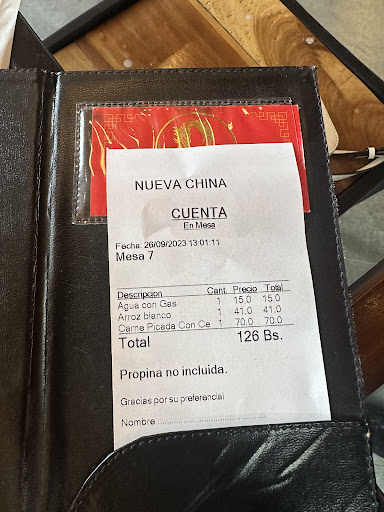 NUEVA CHINA
CUENTA
En Mesa
Fecha: 26/09/2023 13:01:11
Mesa 7
Descripcion Cant. Precio Total
Agua con Gas 1 15.0 15.0
Arroz blanco 1 41.0 41.0
Carne Picada Con Ce 1 70.0 70.0
Total 126 Bs.
Propina no incluida.
Gracias por su preferencia!
Nombre